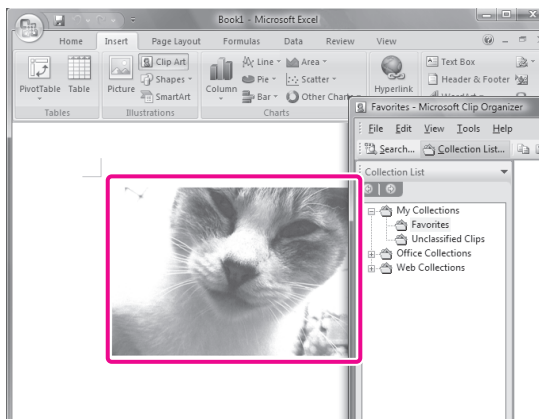 Book1 - Microsoft Excel
Home Insert Page Layout Formulas Data Review View
PivotTable Table
Tables
Picture
Clip Art
Shapes
SmartArt
Illustrations
Column
Line
Pie
Bar
Area
Scatter
Other Charts
Charts
Hyperlink
Text Box
Header & Footer
Favorites - Microsoft Clip Organizer
File Edit View Tools Help
Search... Collection List...
Collection List
My Collections
Favorites
Unclassified Clips
Office Collections
Web Collections